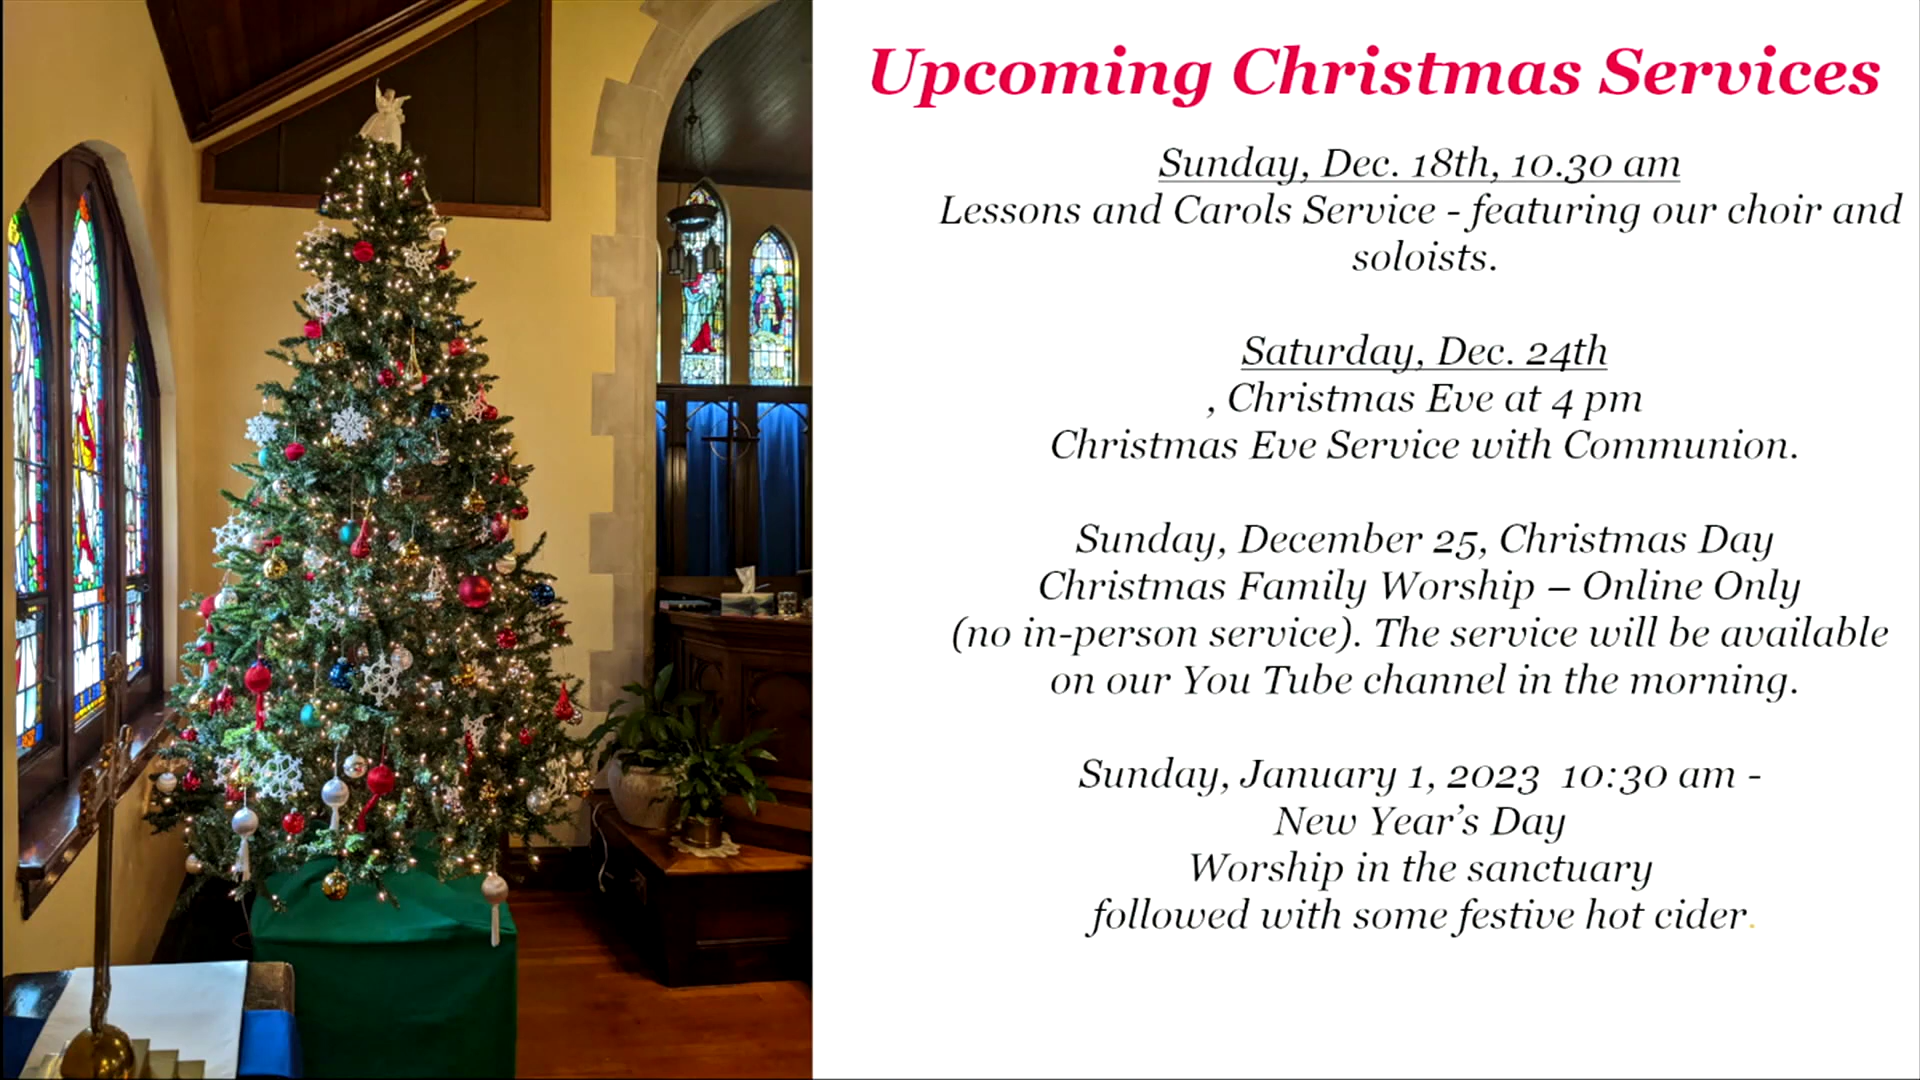 Upcoming Christmas Services
Sunday, Dec. 18th, 10.30 am
Lessons and Carols Service - featuring our choir and
soloists.
Saturday, Dec. 24th
, Christmas Eve at 4 pm
Christmas Eve Service with Communion.
Sunday, December 25, Christmas Day
Christmas Family Worship – Online Only
(no in-person service). The service will be available
on our You Tube channel in the morning.
Sunday, January 1, 2023  10:30 am -
New Year’s Day
Worship in the sanctuary
followed with some festive hot cider.